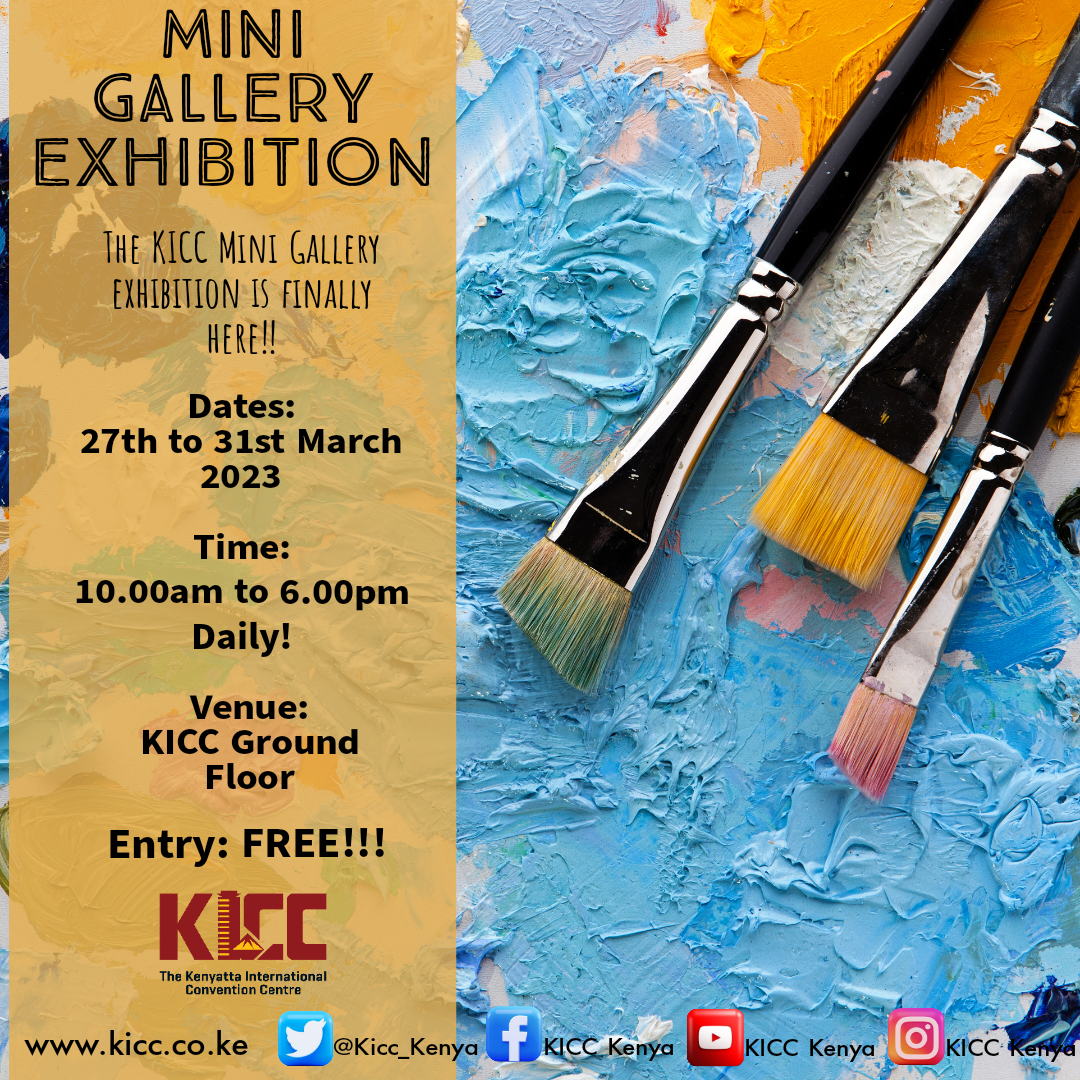 MINI
GALLERY
EXHIBITION
The KICC Mini Gallery
exhibition is finally
here!!
Dates:
27th to 31st March
2023
Time:
10.00am to 6.00pm
Daily!
Venue:
KICC Ground
Floor
Entry: FREE!!!
KICC
The Kenyatta International
Convention Centre
www.kicc.co.ke @Kicc_Kenya KICC Kenya KICC Kenya KICC Kenya